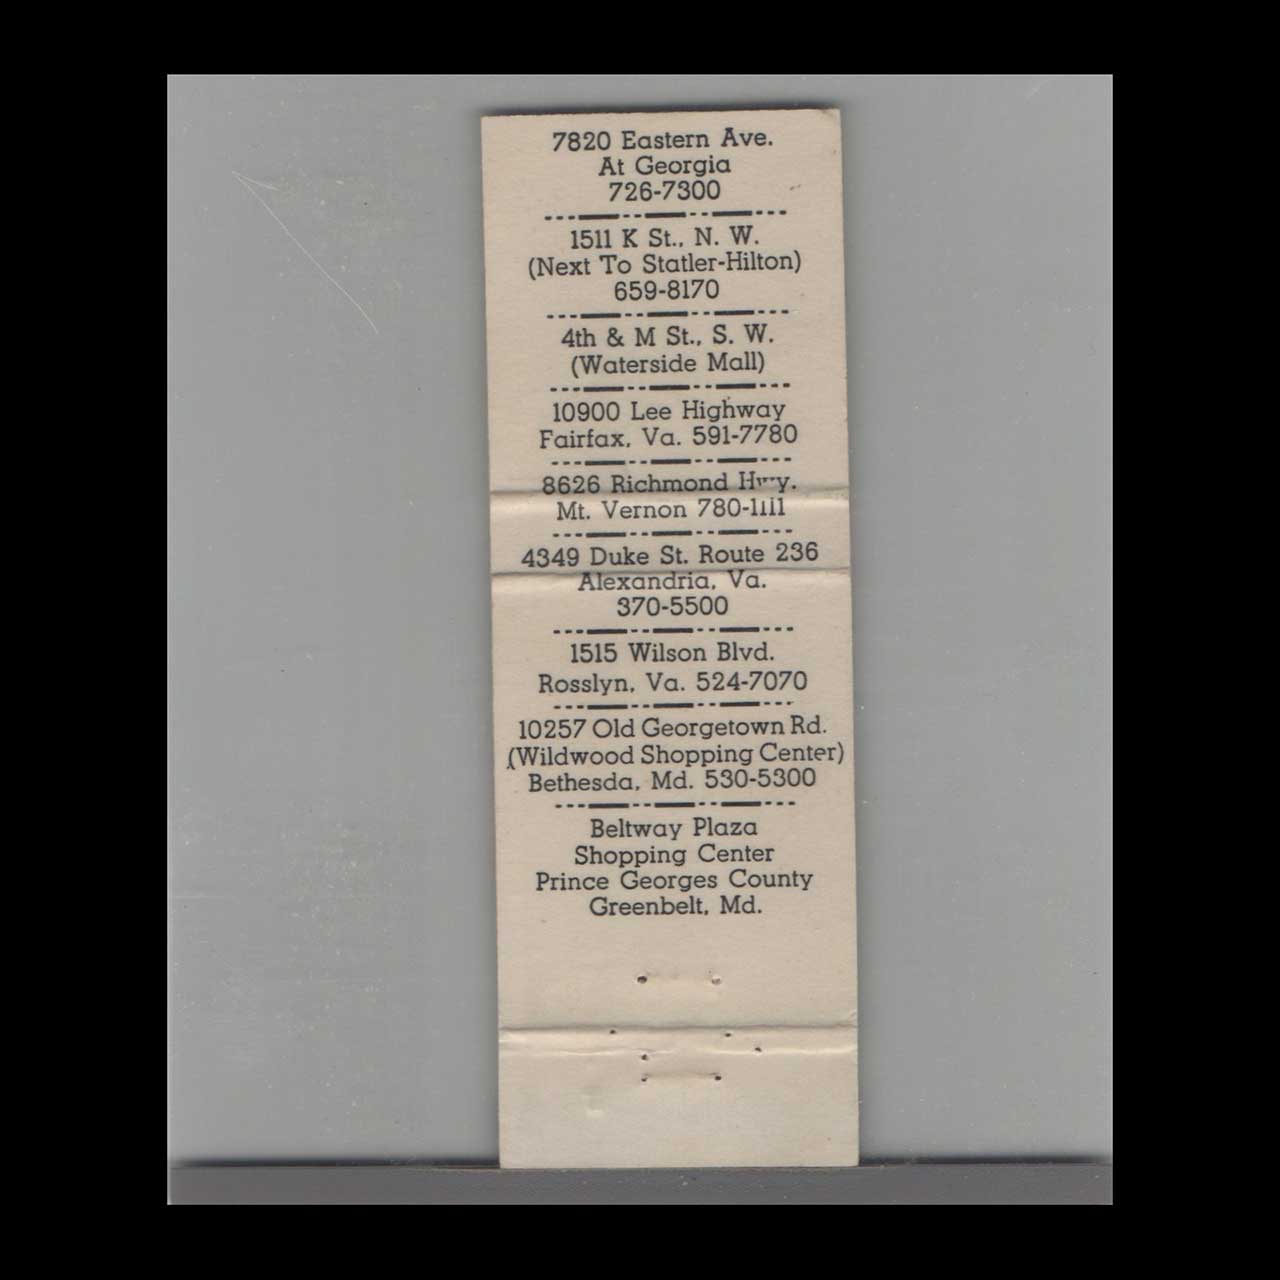 7820 Eastern Ave.
At Georgia
726-7300
1511 K St., N. W.
(Next To Statler-Hilton)
659-8170
4th & M St., S. W.
(Waterside Mall)
10900 Lee Highway
Fairfax, Va. 591-7780
8626 Richmond Hwy.
Mt. Vernon 780-1111
4349 Duke St. Route 236
Alexandria, Va.
370-5500
1515 Wilson Blvd.
Rosslyn, Va. 524-7070
10257 Old Georgetown Rd.
(Wildwood Shopping Center)
Bethesda, Md. 530-5300
Beltway Plaza
Shopping Center
Prince Georges County
Greenbelt, Md.